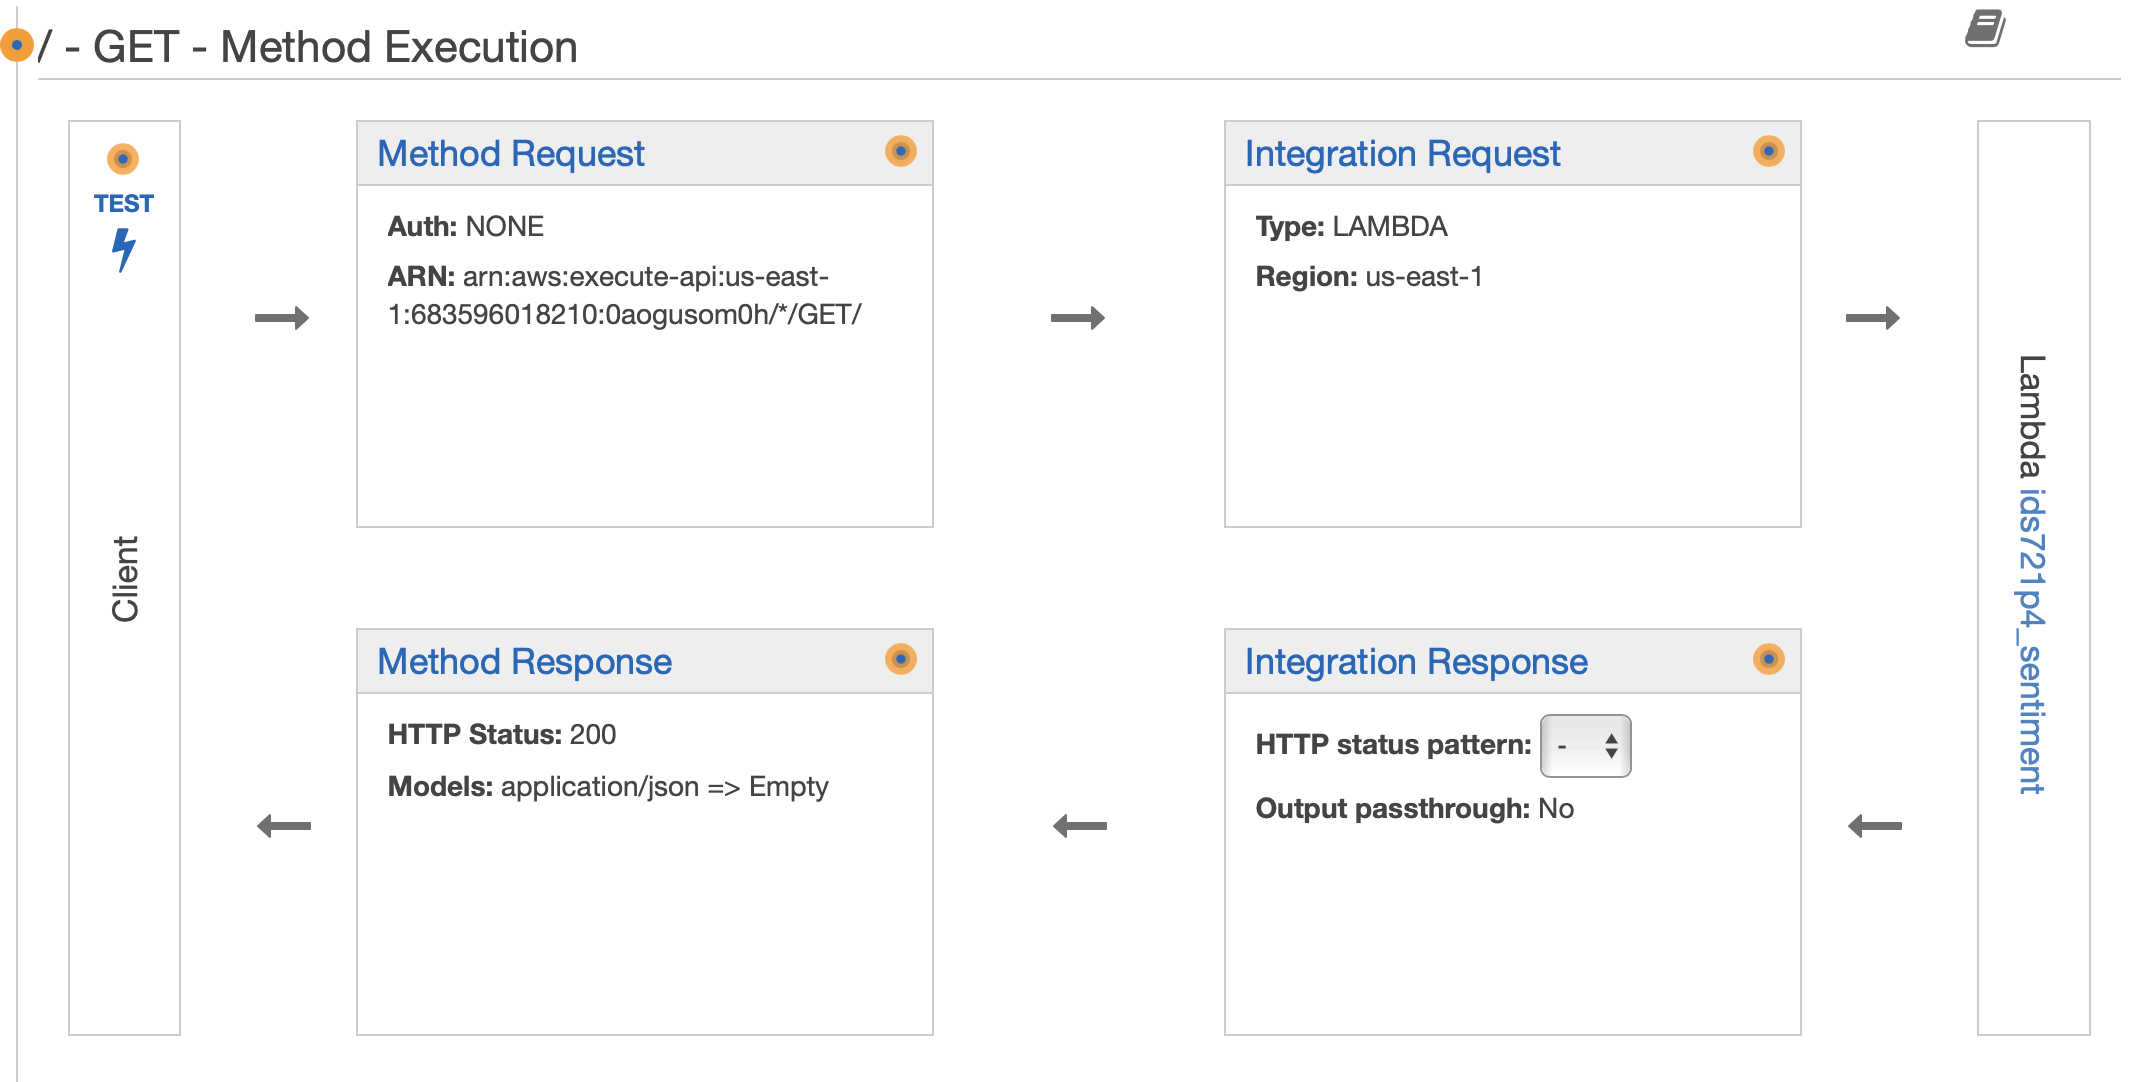 / - GET - Method Execution
TEST
Client
Method Request
Auth: NONE
ARN: arn:aws:execute-api:us-east-
1:683596018210:0aogusom0h/*/GET/
Integration Request
Type: LAMBDA
Region: us-east-1
Lambda ids721p4_sentiment
Method Response
HTTP Status: 200
Models: application/json => Empty
Integration Response
HTTP status pattern: -
Output passthrough: No